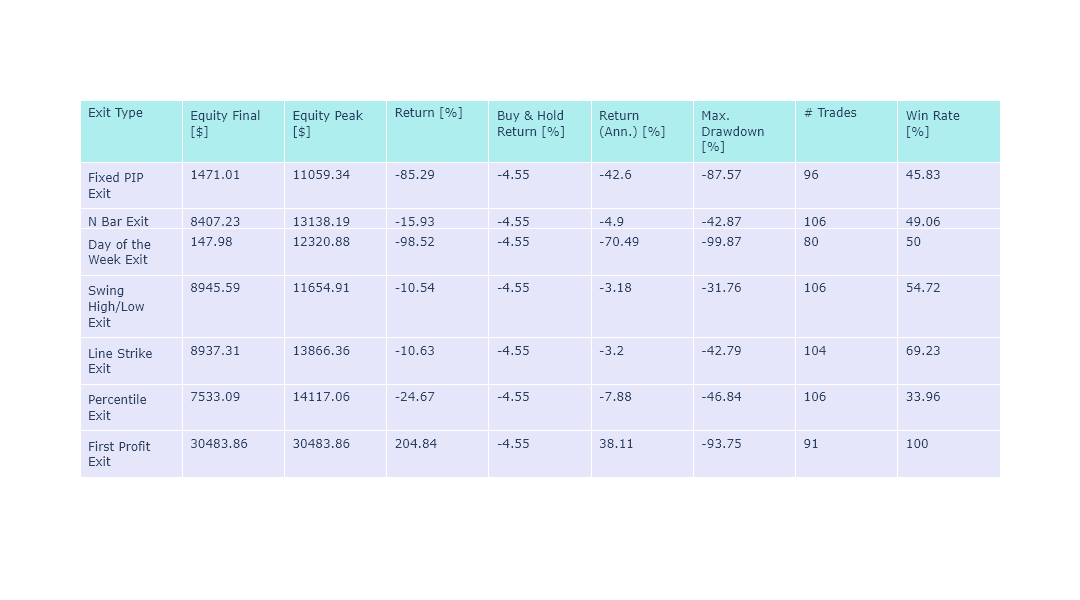 Exit Type Equity Final [$] Equity Peak [$] Return [%] Buy & Hold Return [%] Return (Ann.) [%] Max. Drawdown [%] # Trades Win Rate [%]
Fixed PIP Exit 1471.01 11059.34 -85.29 -4.55 -42.6 -87.57 96 45.83
N Bar Exit 8407.23 13138.19 -15.93 -4.55 -4.9 -42.87 106 49.06
Day of the Week Exit 147.98 12320.88 -98.52 -4.55 -70.49 -99.87 80 50
Swing High/Low Exit 8945.59 11654.91 -10.54 -4.55 -3.18 -31.76 106 54.72
Line Strike Exit 8937.31 13866.36 -10.63 -4.55 -3.2 -42.79 104 69.23
Percentile Exit 7533.09 14117.06 -24.67 -4.55 -7.88 -46.84 106 33.96
First Profit Exit 30483.86 30483.86 204.84 -4.55 38.11 -93.75 91 100